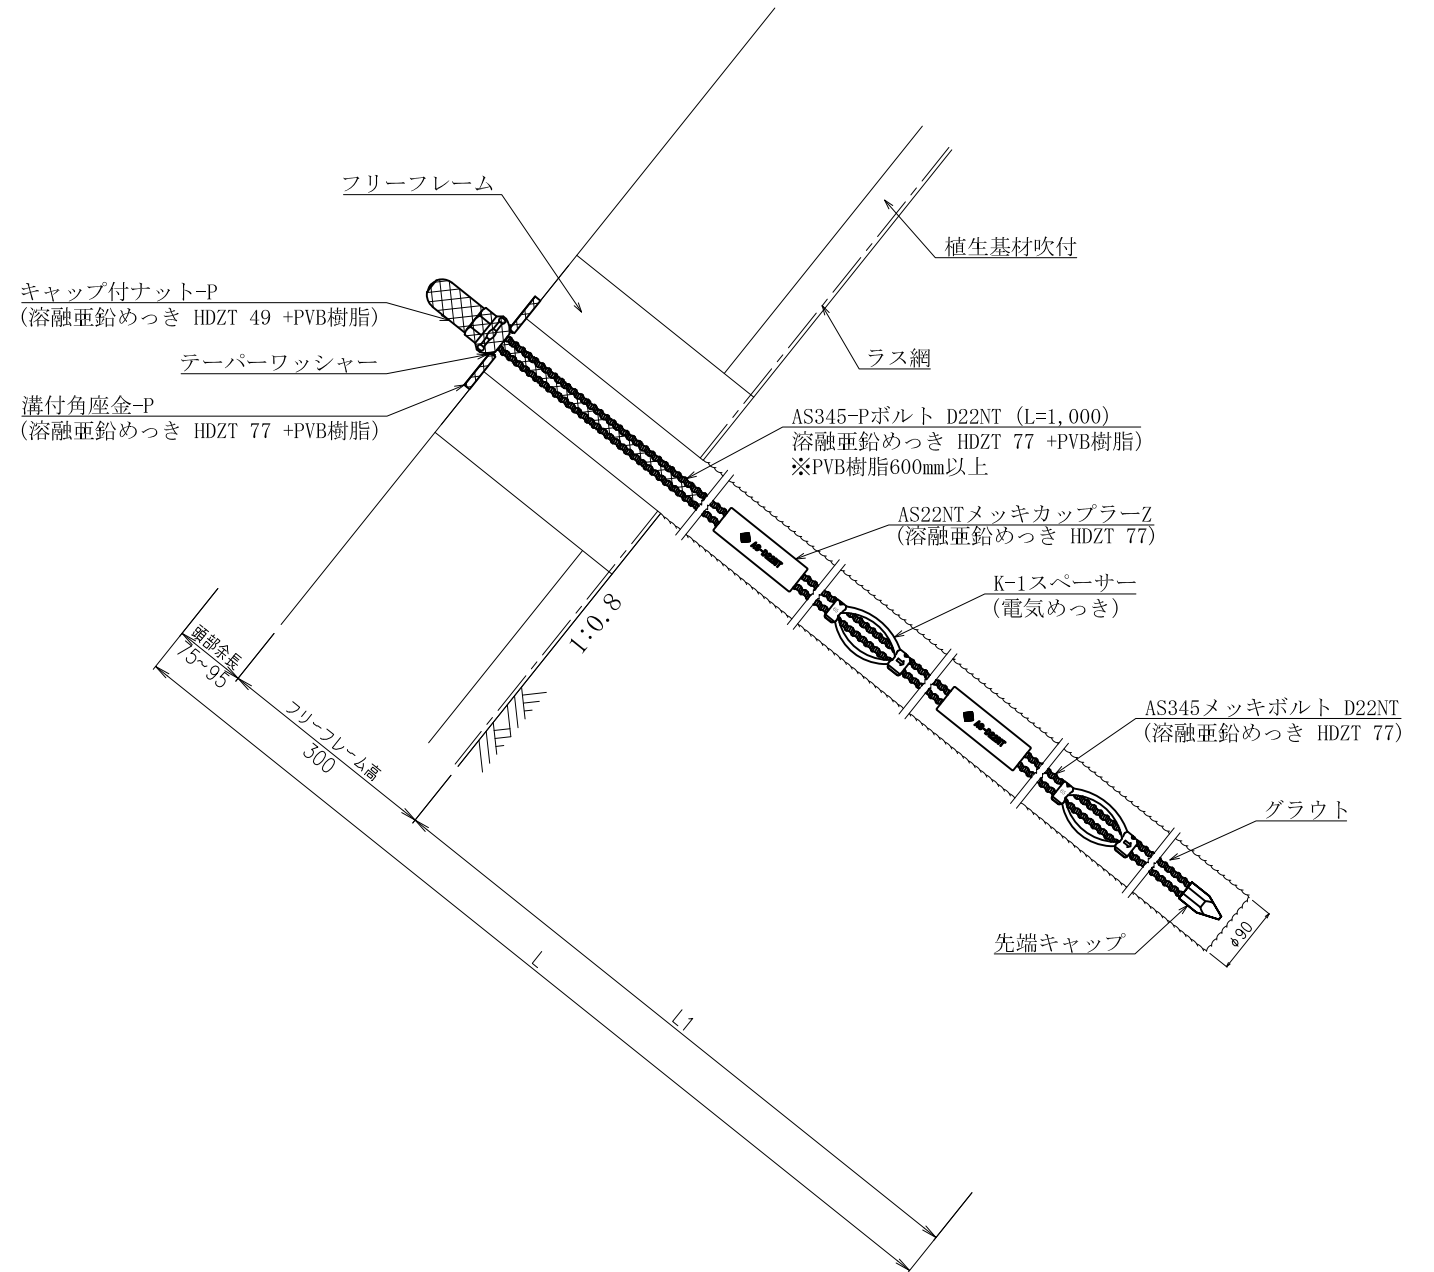 フリーフレーム
植生基材吹付
キャップ付ナット-P
(溶融亜鉛めっき HDZT 49 +PVB樹脂)
テーパーワッシャー
ラス網
溝付角座金-P
(溶融亜鉛めっき HDZT 77 +PVB樹脂)
AS345-Pボルト D22NT (L=1,000)
溶融亜鉛めっき HDZT 77 +PVB樹脂)
※PVB樹脂600mm以上
AS22NTメッキカップラーZ
(溶融亜鉛めっき HDZT 77)
K-1スペーサー
(電気めっき)
1:0.8
頭部余長
75~95
フリーフレーム高
300
AS345メッキボルト D22NT
(溶融亜鉛めっき HDZT 77)
グラウト
先端キャップ
φ90
L
L1